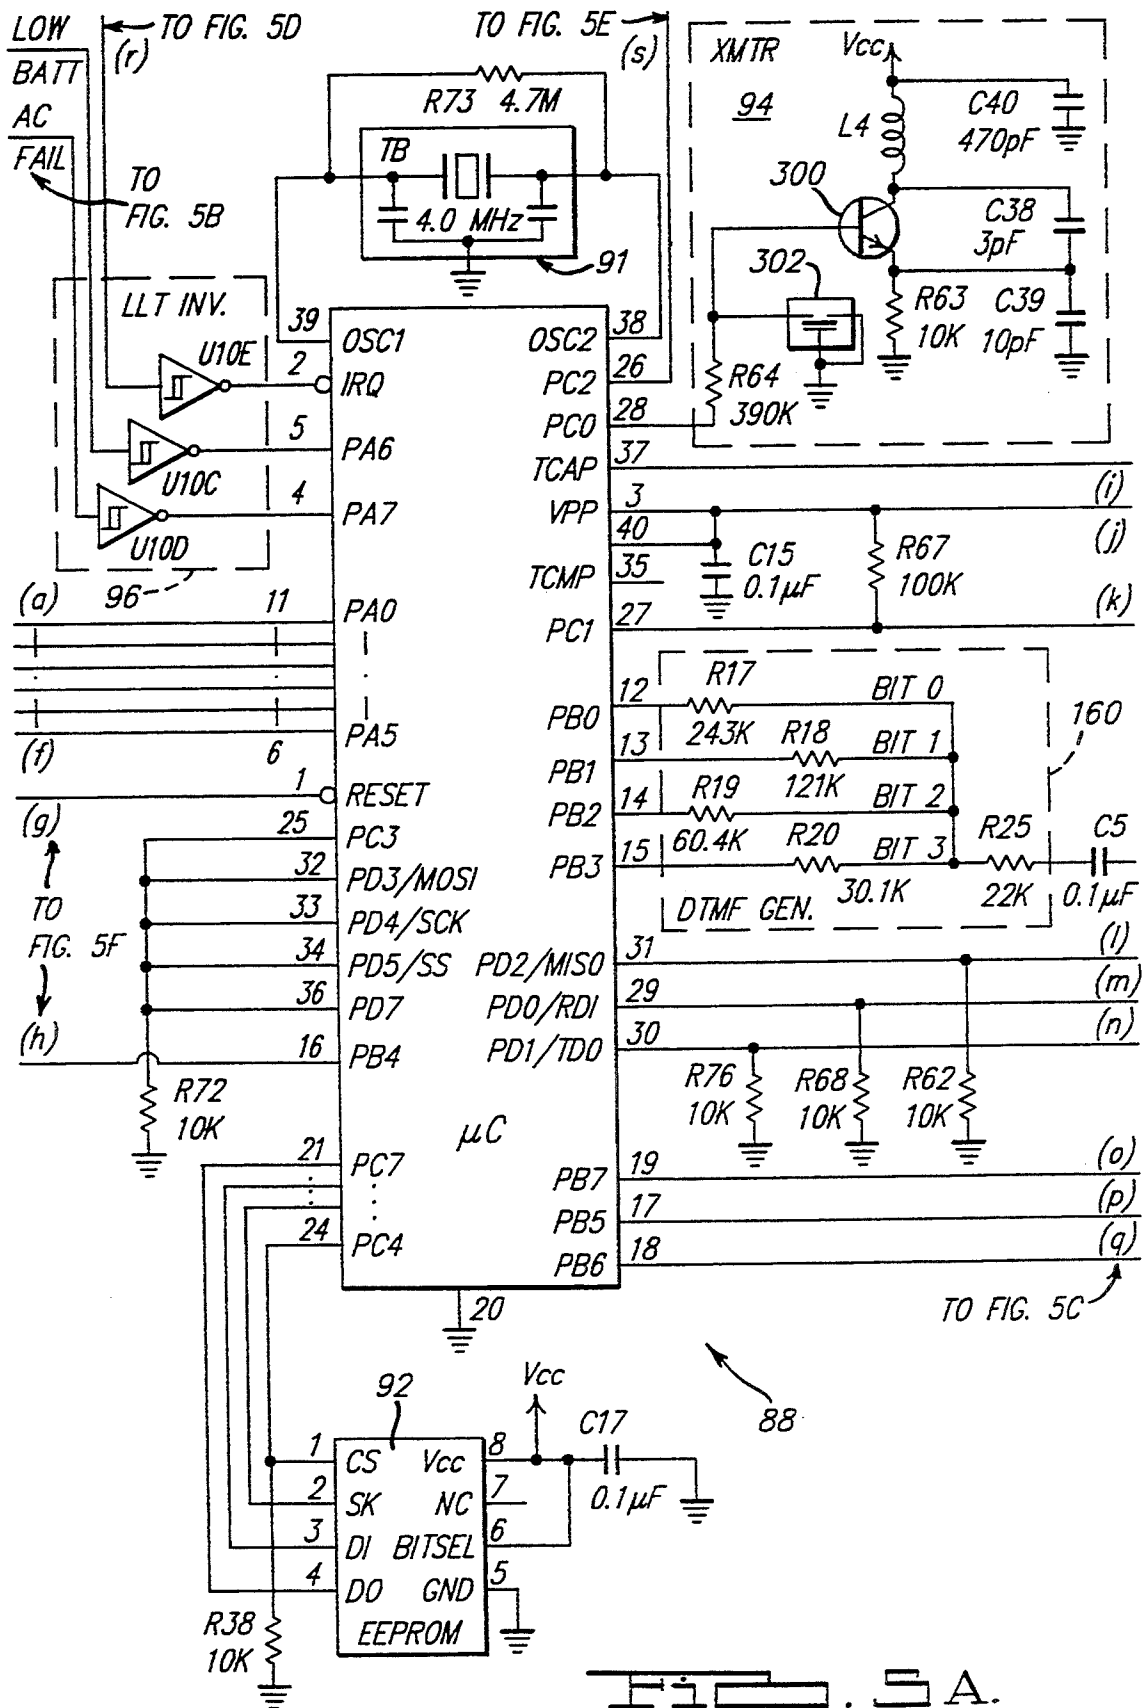 LOW
BATT
AC
FAIL
TO FIG. 5D
(r)
TO FIG. 5E
(s)
TO
FIG. 5B
R73 4.7M
TB
4.0 MHz
91
XMTR
94
Vcc
L4
C40
470pF
300
C38
3pF
302
R63
10K
C39
10pF
R64
390K
LLT INV.
U10E
U10C
U10D
96
39
OSC1
2
IRQ
5
PA6
4
PA7
(a)
11
PA0
(f)
6
PA5
1
RESET
(g)
25
PC3
32
PD3/MOSI
33
PD4/SCK
34
PD5/SS
36
PD7
TO
FIG. 5F
(h)
16
PB4
R72
10K
21
PC7
24
PC4
µC
20
OSC2
38
PC2
26
PC0
28
TCAP
37
(i)
VPP
3
(j)
40
C15
0.1µF
R67
100K
TCMP
35
PC1
27
(k)
PB0
12
R17
243K
BIT 0
PB1
13
R18
121K
BIT 1
PB2
14
R19
60.4K
BIT 2
PB3
15
R20
30.1K
BIT 3
R25
22K
C5
0.1µF
160
DTMF GEN.
PD2/MISO
31
(l)
PD0/RDI
29
(m)
PD1/TDO
30
(n)
R76
10K
R68
10K
R62
10K
PB7
19
(o)
PB5
17
(p)
PB6
18
(q)
TO FIG. 5C
88
92
Vcc
C17
0.1µF
1
CS
Vcc
8
2
SK
NC
7
3
DI
BITSEL
6
4
DO
GND
5
EEPROM
R38
10K
5A.